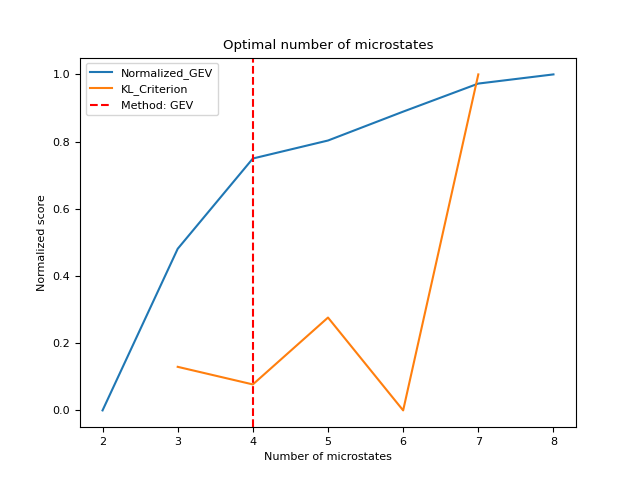 Optimal number of microstates
Normalized_GEV
KL_Criterion
Method: GEV
Normalized score
1.0
0.8
0.6
0.4
0.2
0.0
2 3 4 5 6 7 8
Number of microstates